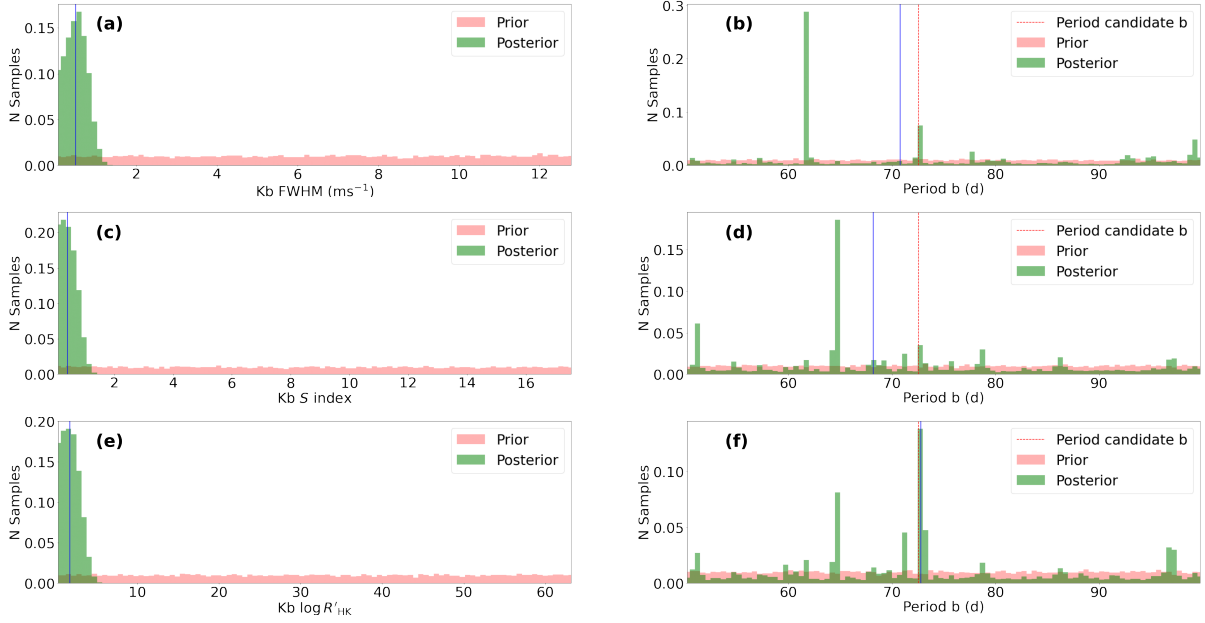 (a)
Prior
Posterior
N Samples
0.15
0.10
0.05
0.00
2
4
6
8
10
12
Kb FWHM (ms⁻¹)
(b)
Period candidate b
Prior
Posterior
N Samples
0.3
0.2
0.1
0.0
60
70
80
90
Period b (d)
(c)
Prior
Posterior
N Samples
0.20
0.15
0.10
0.05
0.00
2
4
6
8
10
12
14
16
Kb S index
(d)
Period candidate b
Prior
Posterior
N Samples
0.15
0.10
0.05
0.00
60
70
80
90
Period b (d)
(e)
Prior
Posterior
N Samples
0.20
0.15
0.10
0.05
0.00
10
20
30
40
50
60
Kb log R′HK
(f)
Period candidate b
Prior
Posterior
N Samples
0.10
0.05
0.00
60
70
80
90
Period b (d)